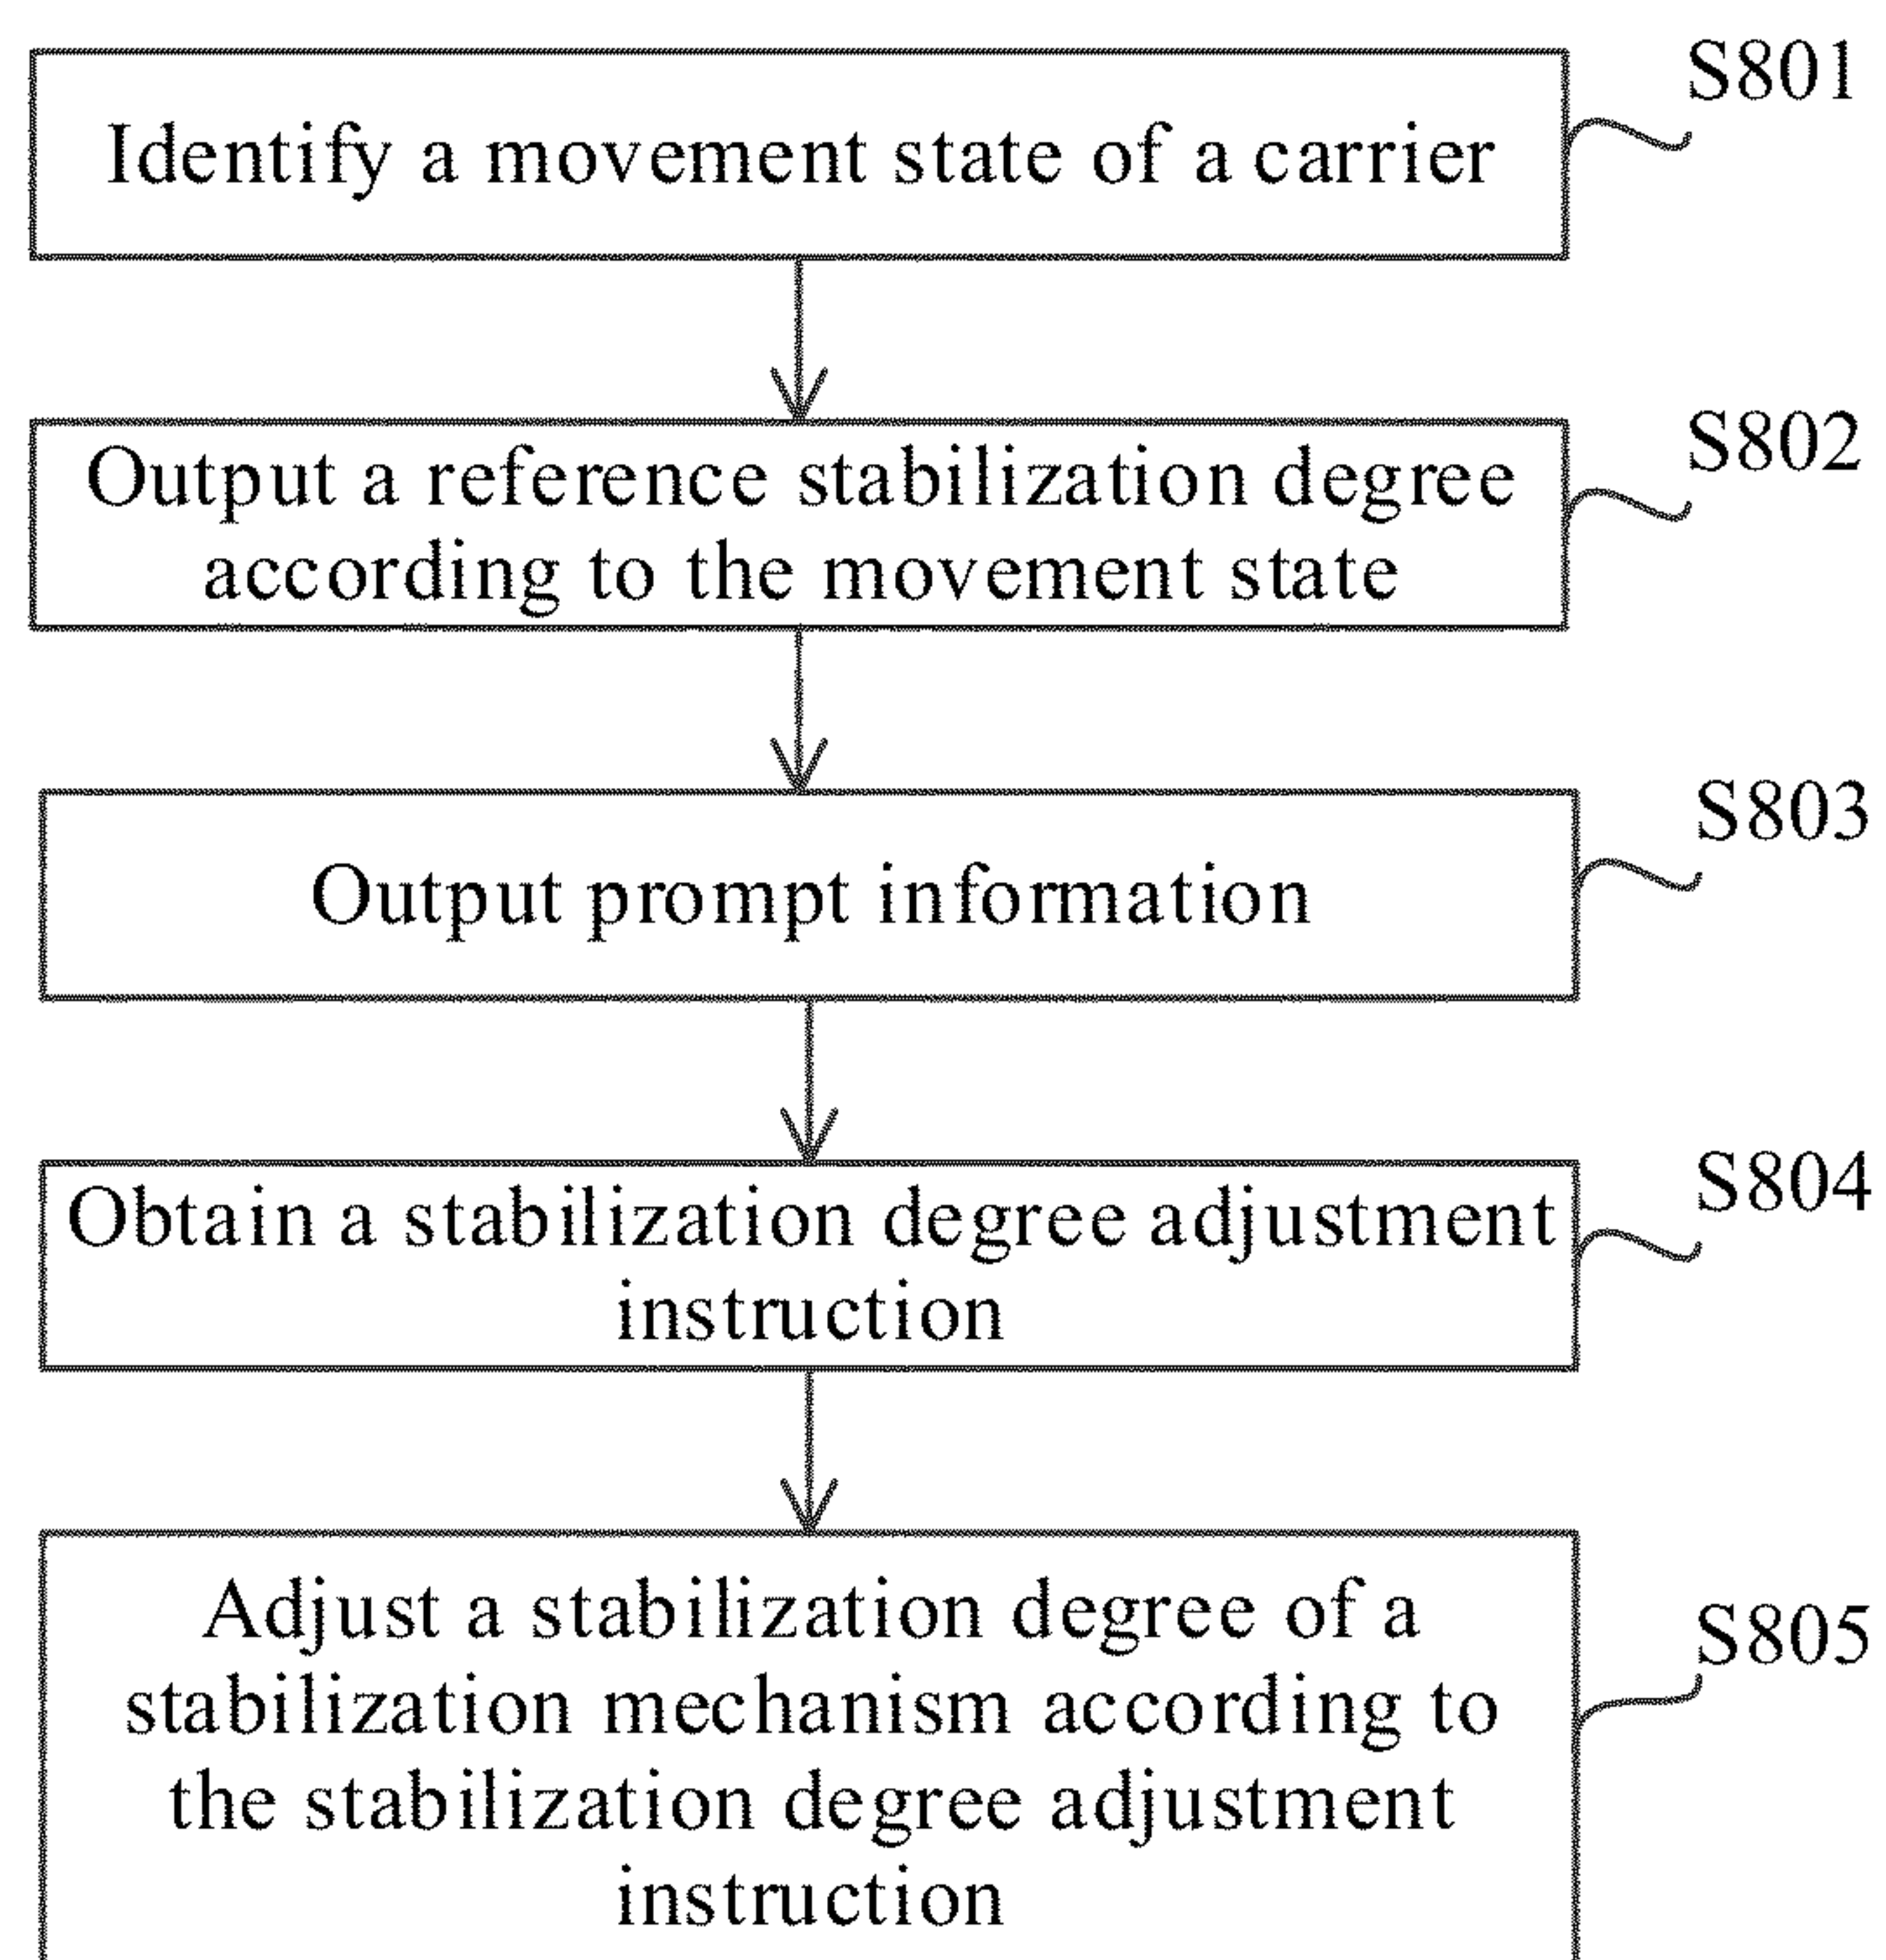 S801
Identify a movement state of a carrier
S802
Output a reference stabilization degree
according to the movement state
S803
Output prompt information
S804
Obtain a stabilization degree adjustment
instruction
S805
Adjust a stabilization degree of a
stabilization mechanism according to
the stabilization degree adjustment
instruction